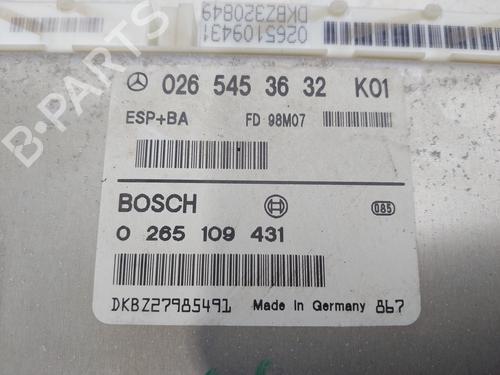 DKBZ320849
0265109431
026 545 36 32 K01
ESP+BA FD 98M07
BOSCH 085
0 265 109 431
DKBZ27985491 Made in Germany 867
B-Parts